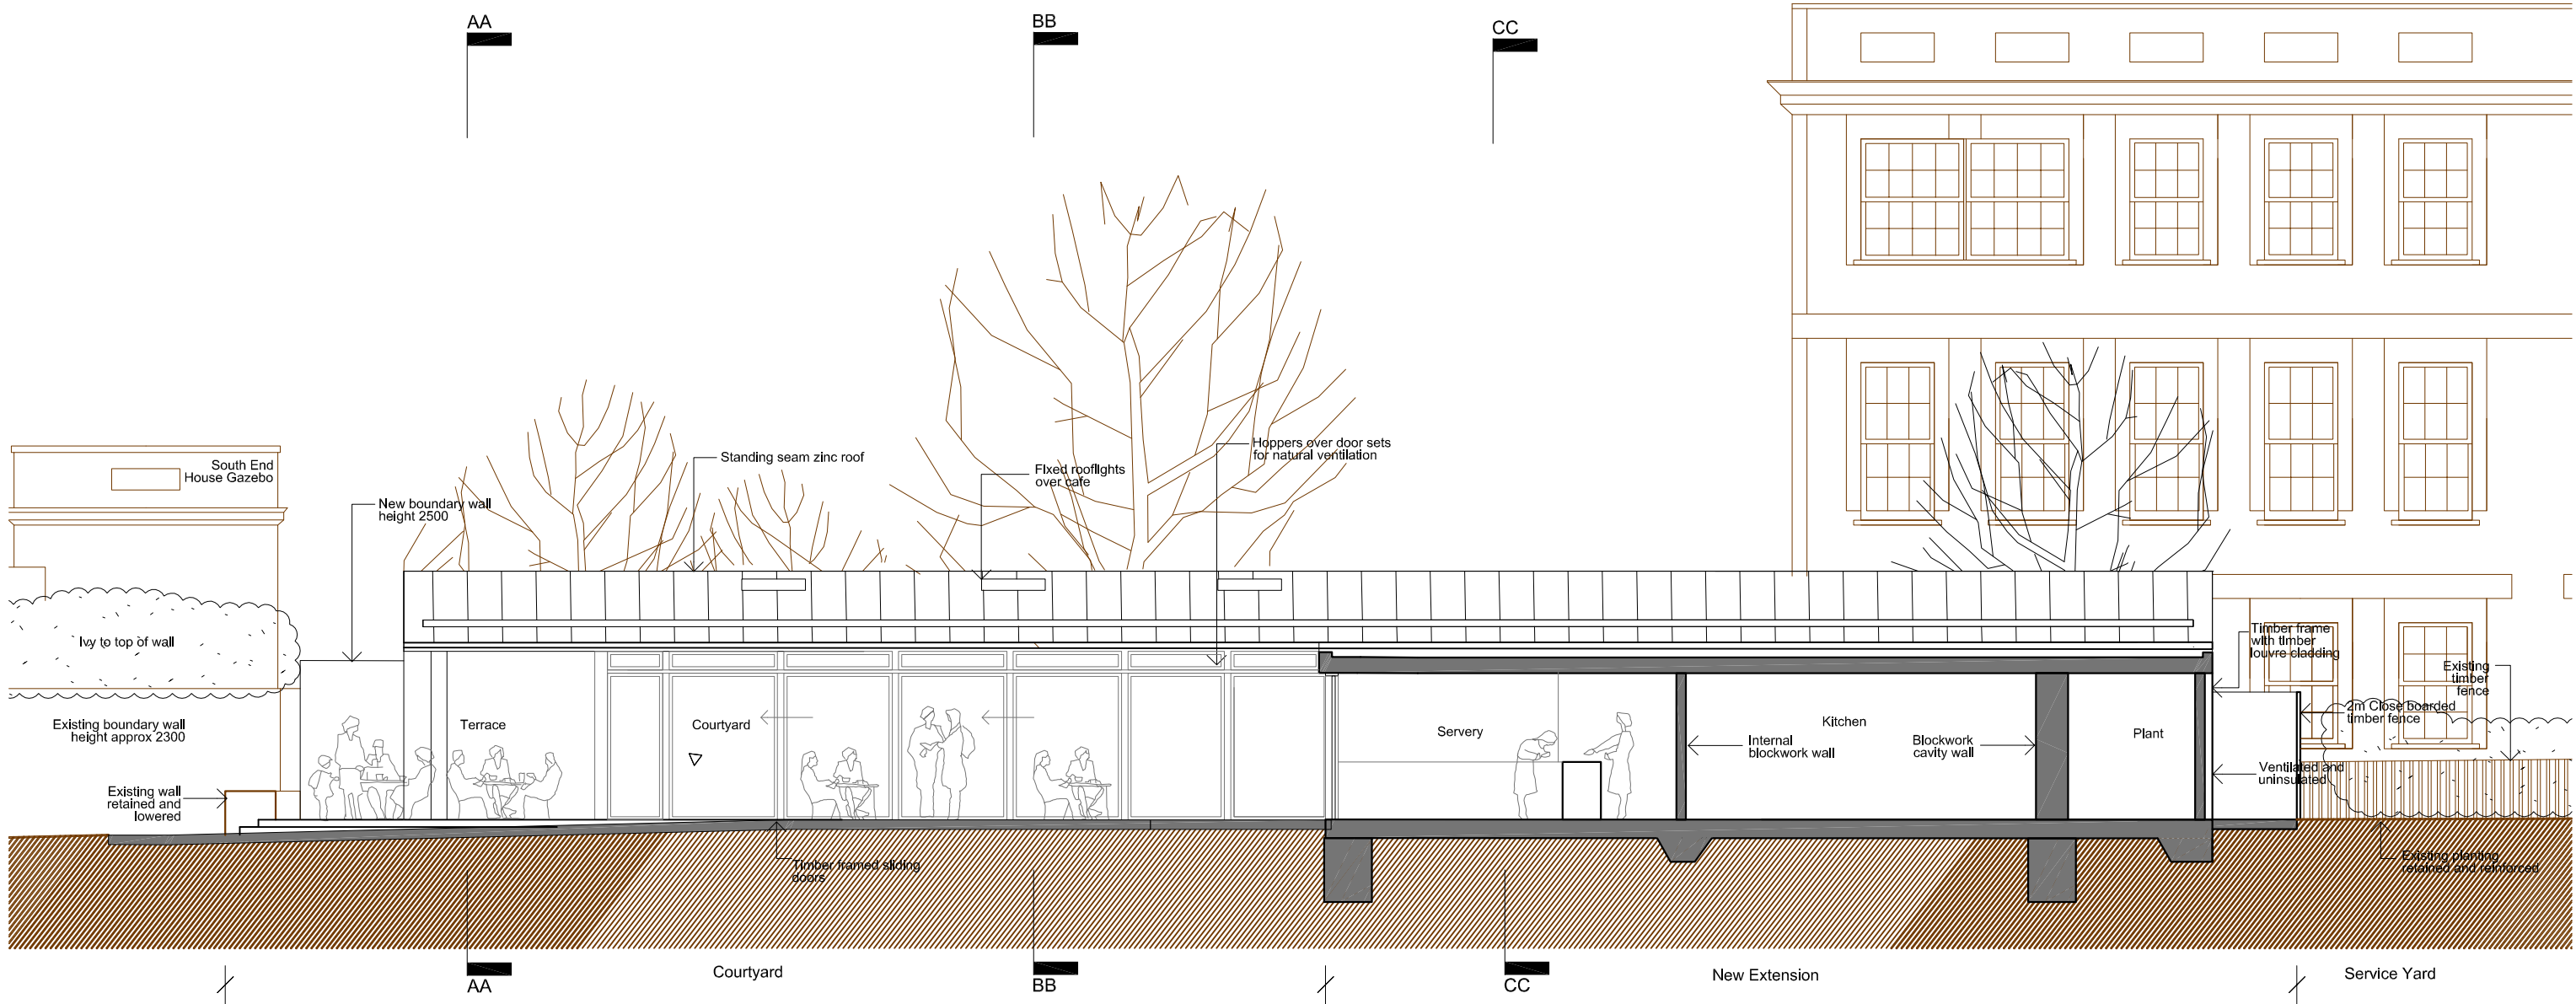 AA
BB
CC
South End
House Gazebo
Standing seam zinc roof
Fixed rooflights
over cafe
Hoppers over door sets
for natural ventilation
New boundary wall
height 2500
Ivy to top of wall
Existing boundary wall
height approx 2300
Existing wall
retained and
lowered
Terrace
Courtyard
Servery
Internal
blockwork wall
Kitchen
Blockwork
cavity wall
Plant
Timber frame
with timber
louvre cladding
Existing
timber
fence
2m Close boarded
timber fence
Ventilated and
uninsulated
Timber framed sliding
doors
Existing planting
retained and reinforced
AA
Courtyard
BB
CC
New Extension
Service Yard